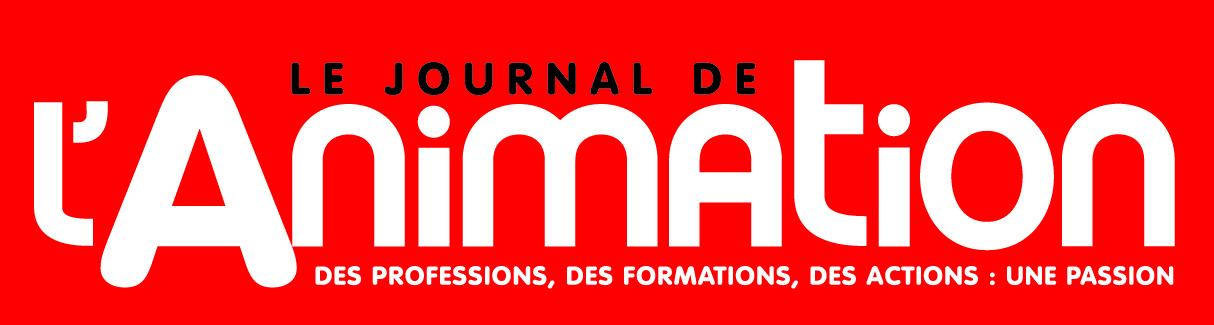 LE JOURNAL DE
l'Animation
DES PROFESSIONS, DES FORMATIONS, DES ACTIONS : UNE PASSION